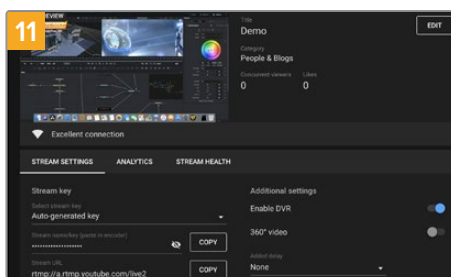 11
PREVIEW
Title
Demo
EDIT
Category
People & Blogs
Concurrent viewers
Likes
0
0
Excellent connection
STREAM SETTINGS
ANALYTICS
STREAM HEALTH
Stream key
Additional settings
Select stream key
Auto-generated key
Enable DVR
Stream name/key (paste in encoder)
COPY
360° video
Stream URL
rtmp://a.rtmp.youtube.com/live2
COPY
Added delay
None